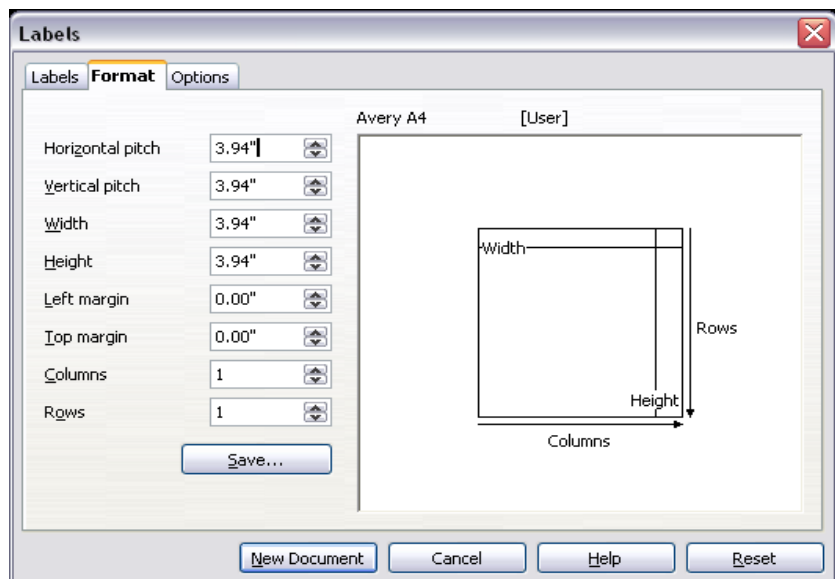 Labels
Labels Format Options
Avery A4 [User]
Horizontal pitch 3.94"
Vertical pitch 3.94"
Width 3.94"
Height 3.94"
Left margin 0.00"
Top margin 0.00"
Columns 1
Rows 1
Save...
Width
Rows
Height
Columns
New Document Cancel Help Reset